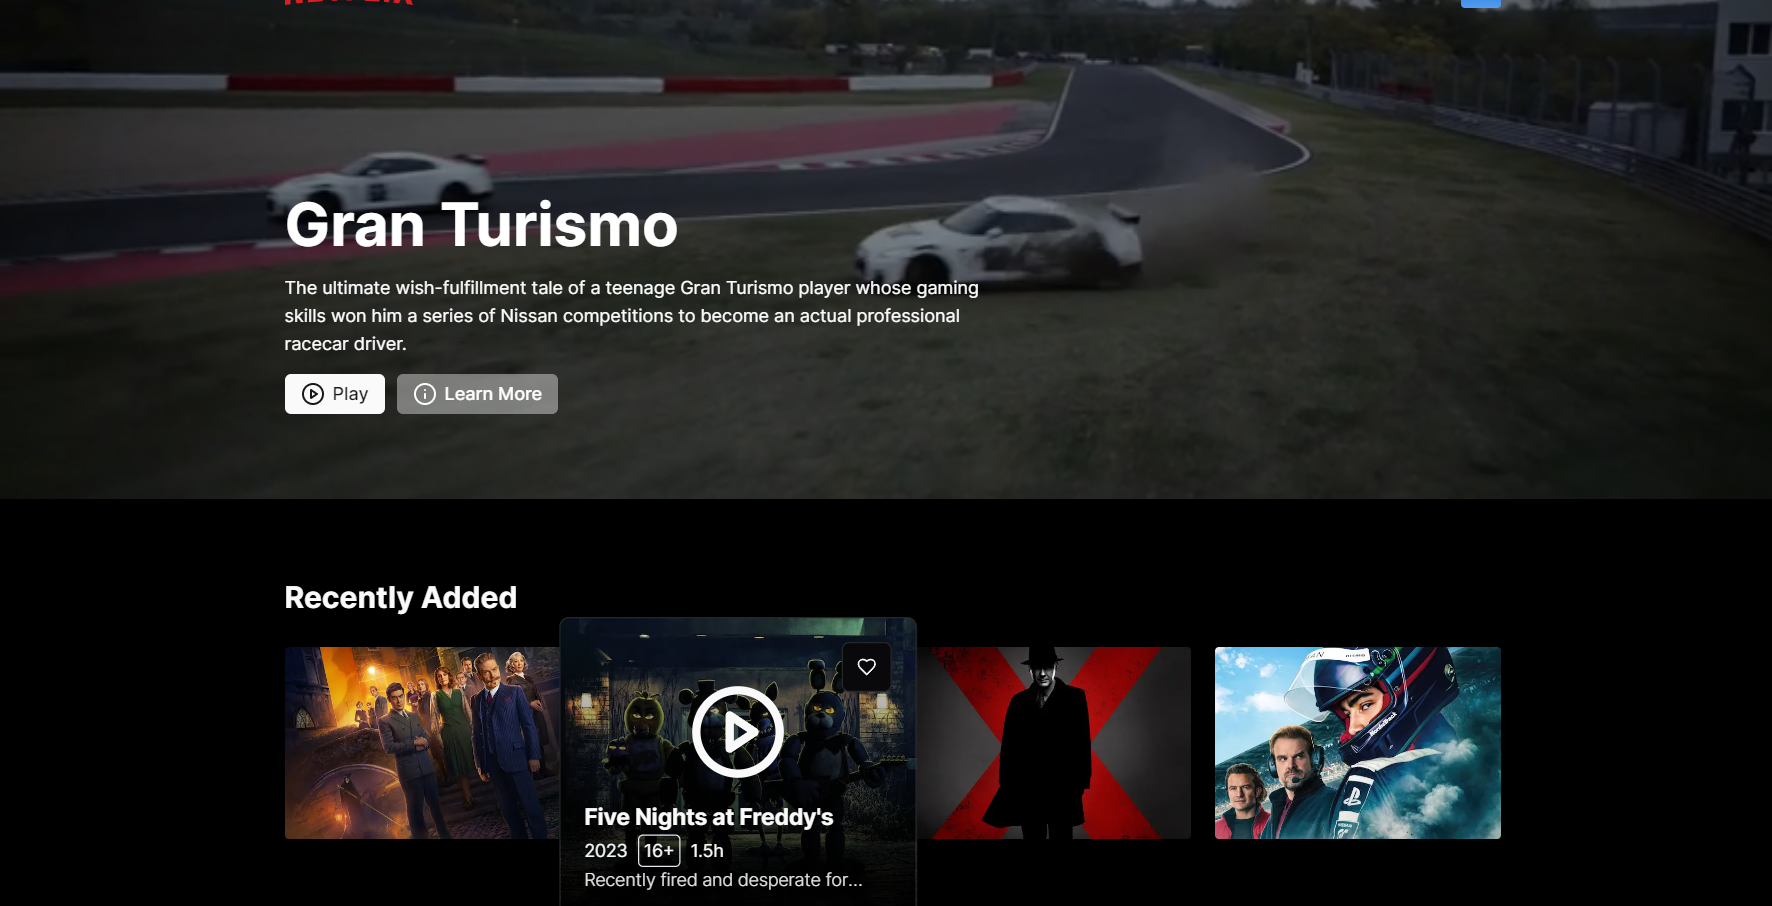 NETFLIX
Gran Turismo
The ultimate wish-fulfillment tale of a teenage Gran Turismo player whose gaming
skills won him a series of Nissan competitions to become an actual professional
racecar driver.
Play
Learn More
Recently Added
Five Nights at Freddy's
2023 16+ 1.5h
Recently fired and desperate for...